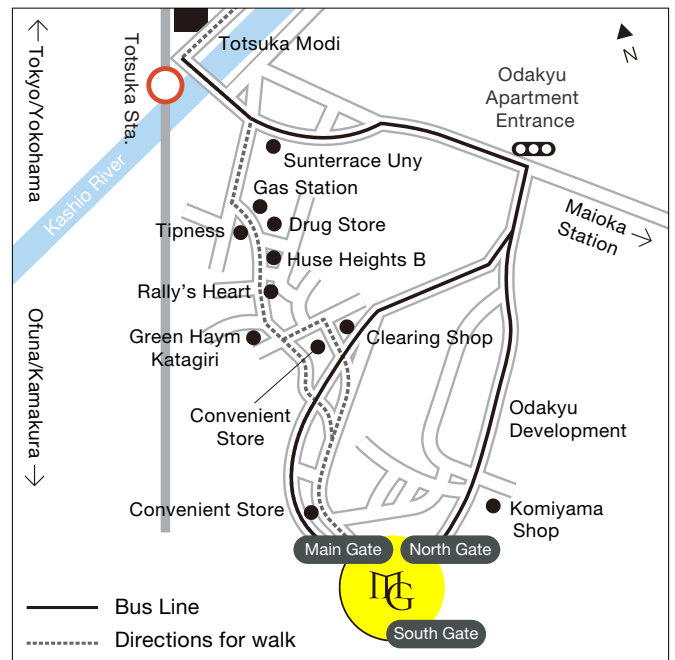 Totsuka Modi
N
← Tokyo/Yokohama
Totsuka Sta.
Odakyu
Apartment
Entrance
Kashio River
Sunterrace Uny
Gas Station
Drug Store
Tipness
Maioka
Station →
Huse Heights B
Rally's Heart
Ofuna/Kamakura →
Green Haym
Katagiri
Clearing Shop
Convenient
Store
Odakyu
Development
Convenient Store
Komiyama
Shop
Main Gate
North Gate
MG
South Gate
Bus Line
Directions for walk